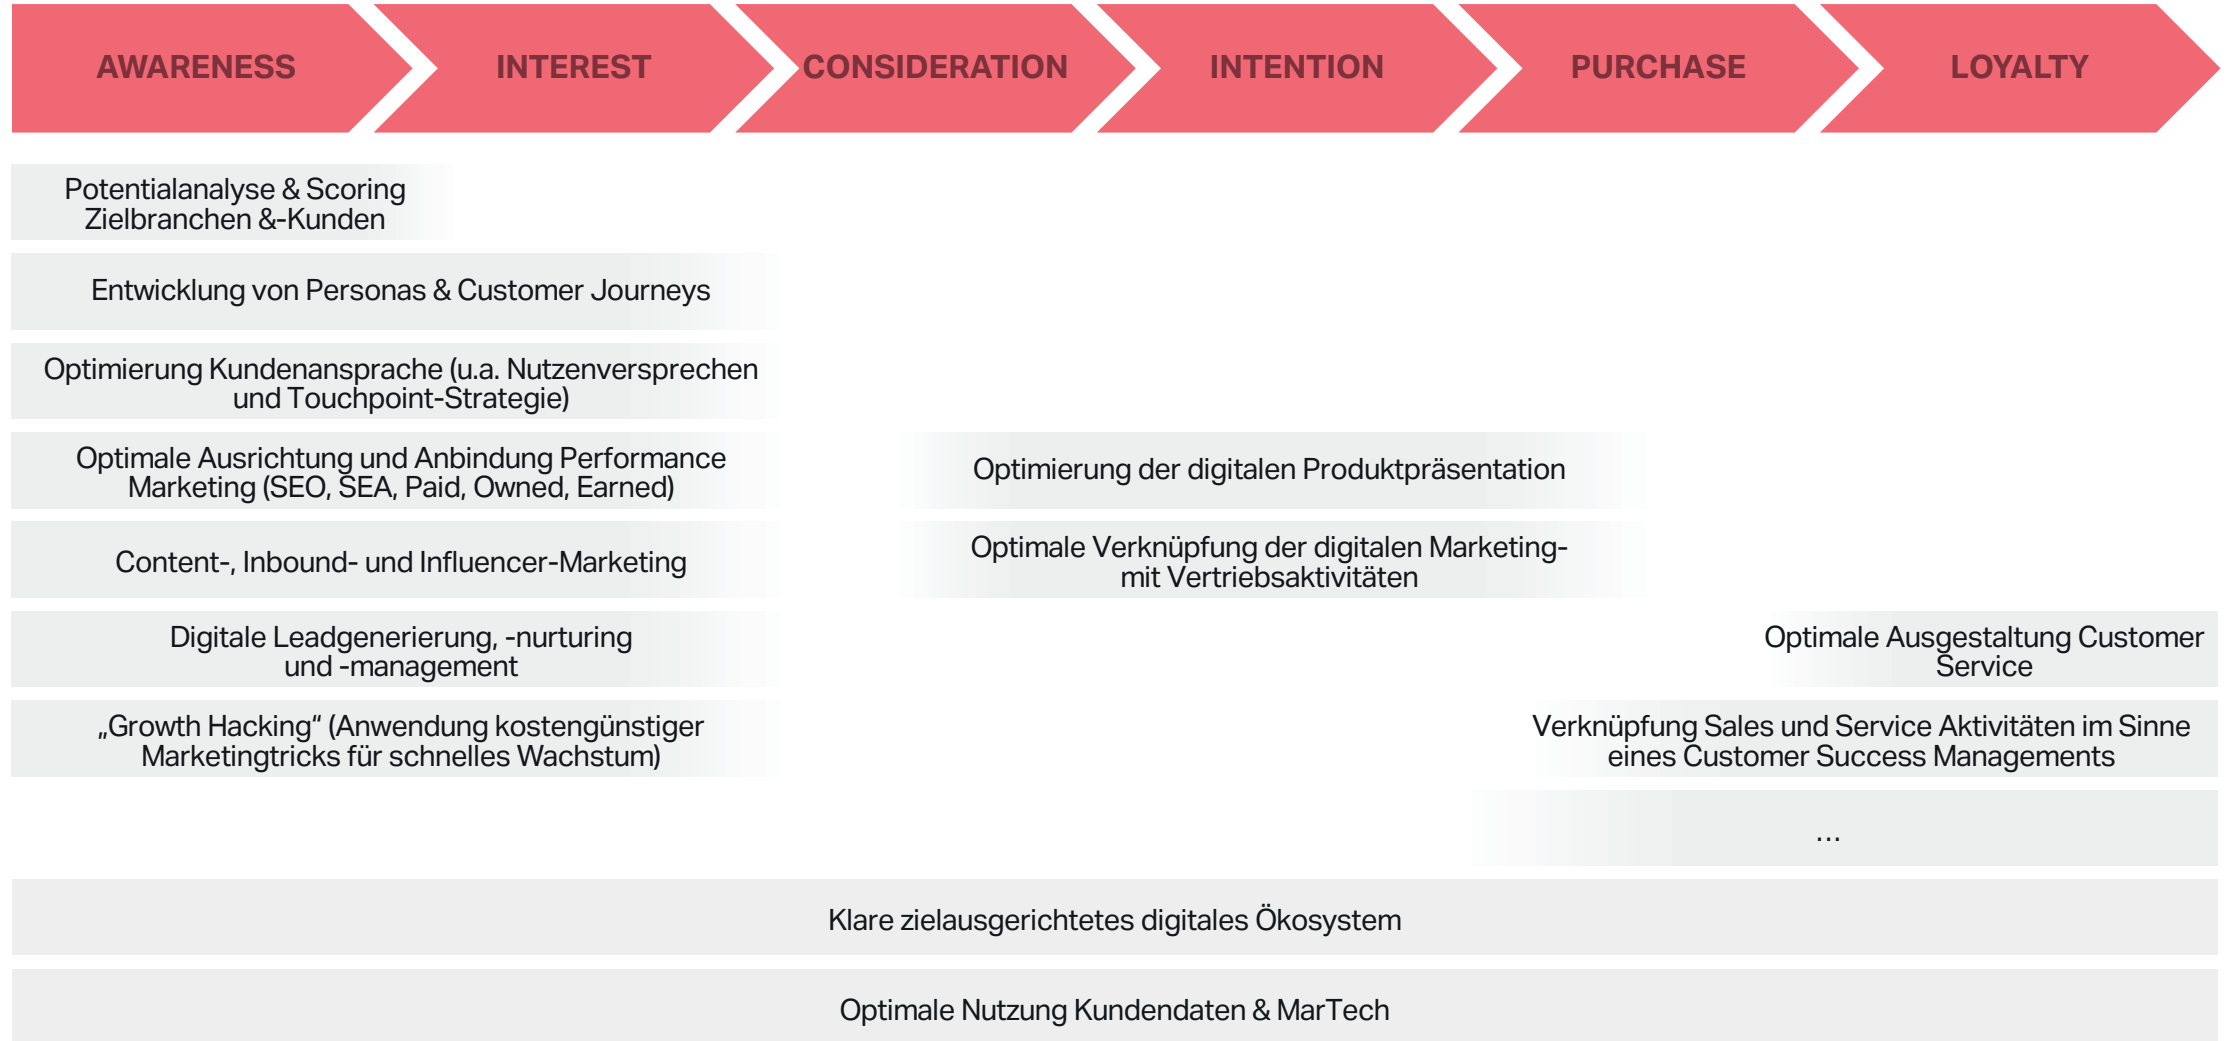 AWARENESS
INTEREST
CONSIDERATION
INTENTION
PURCHASE
LOYALTY
Potentialanalyse & Scoring
Zielbranchen &-Kunden
Entwicklung von Personas & Customer Journeys
Optimierung Kundenansprache (u.a. Nutzenversprechen
und Touchpoint-Strategie)
Optimale Ausrichtung und Anbindung Performance
Marketing (SEO, SEA, Paid, Owned, Earned)
Optimierung der digitalen Produktpräsentation
Content-, Inbound- und Influencer-Marketing
Optimale Verknüpfung der digitalen Marketing-
mit Vertriebsaktivitäten
Digitale Leadgenerierung, -nurturing
und -management
Optimale Ausgestaltung Customer
Service
„Growth Hacking“ (Anwendung kostengünstiger
Marketingtricks für schnelles Wachstum)
Verknüpfung Sales und Service Aktivitäten im Sinne
eines Customer Success Managements
…
Klare zielausgerichtetes digitales Ökosystem
Optimale Nutzung Kundendaten & MarTech